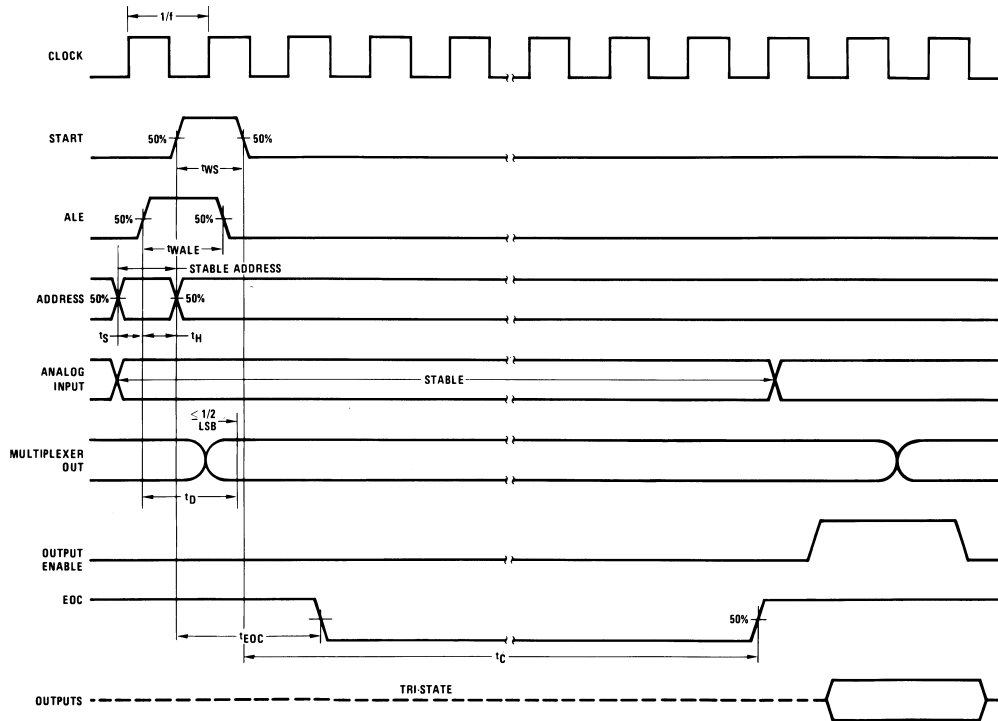 1/f
CLOCK
START
50%
50%
tWS
ALE
50%
50%
tWALE
STABLE ADDRESS
ADDRESS 50%
50%
tS
tH
ANALOG
INPUT
STABLE
≤ 1/2
LSB
MULTIPLEXER
OUT
tD
OUTPUT
ENABLE
EOC
50%
tEOC
tC
TRI-STATE
OUTPUTS